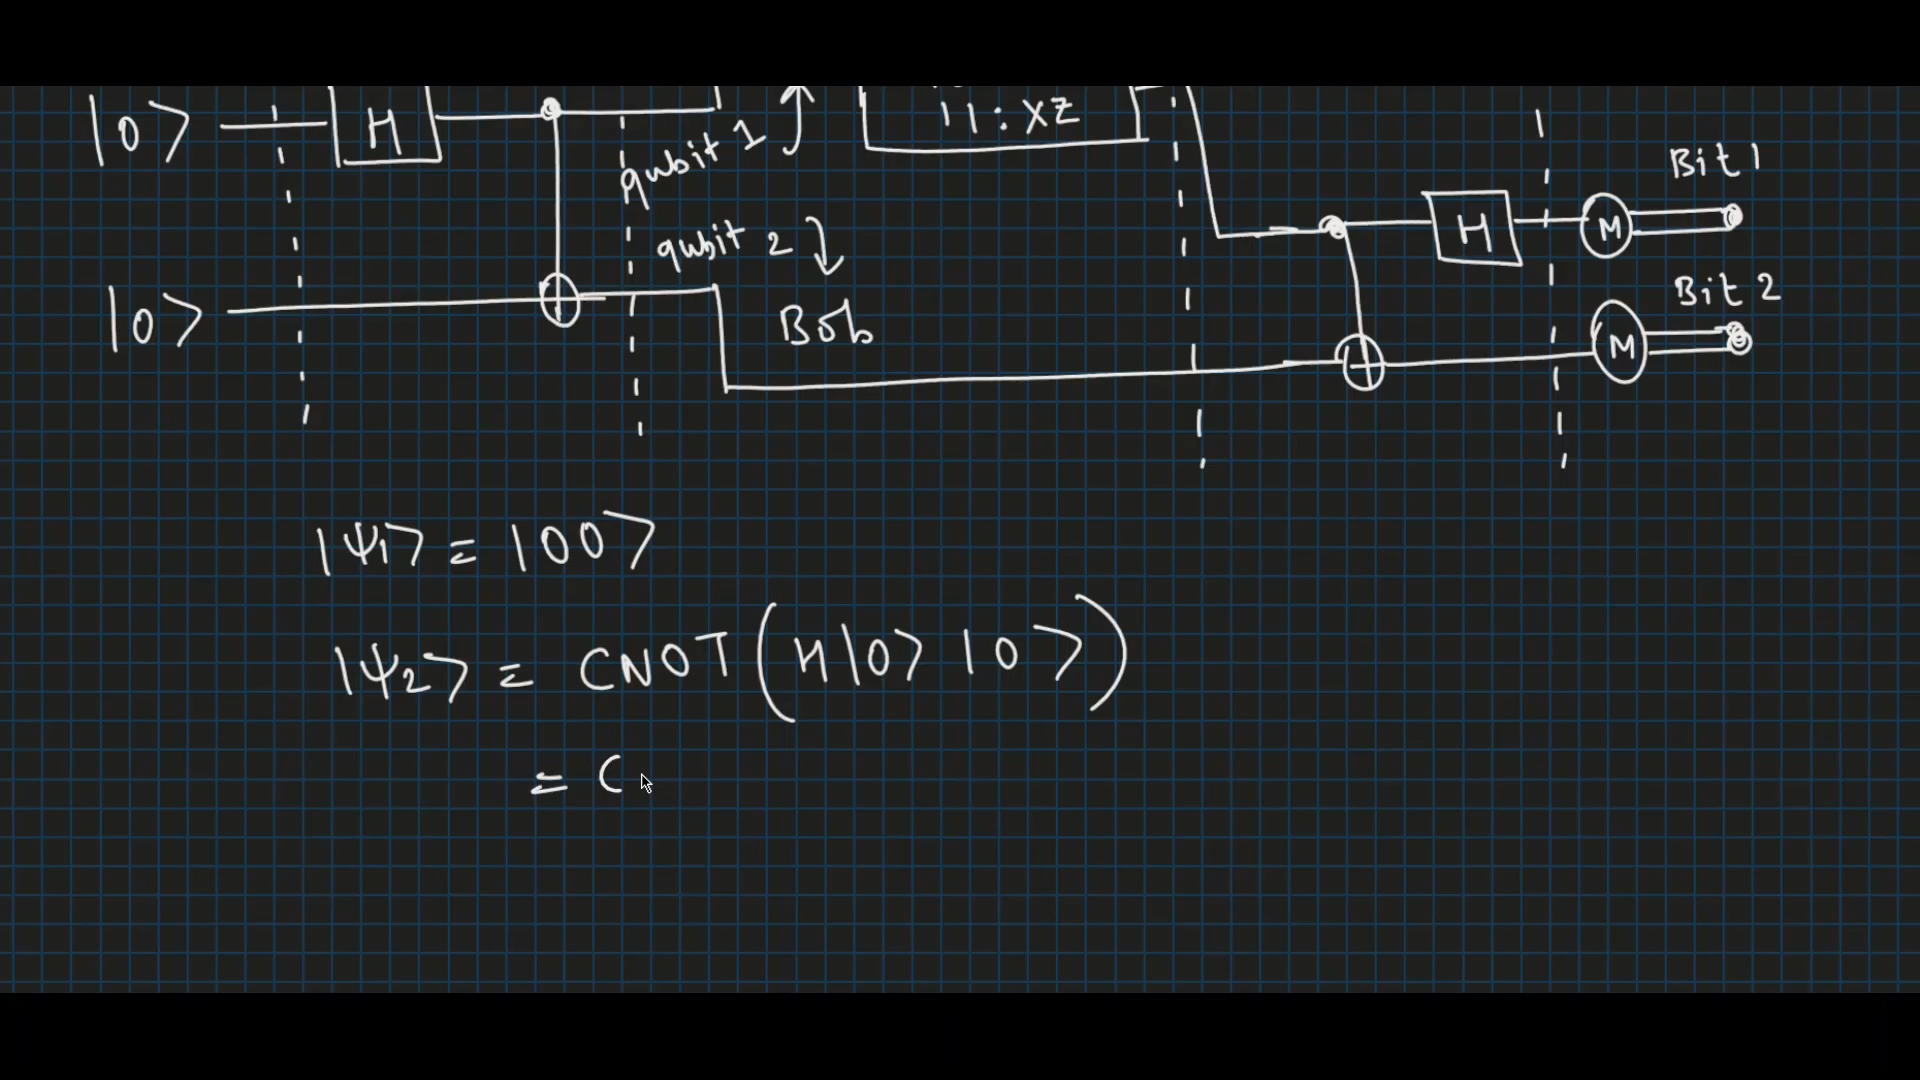 |0> H
11: XZ
qubit 1
Bit 1
qubit 2
H M
Bit 2
|0>
Bob
M
|ψ1> = |00>
|ψ2> = CNOT (H|0> |0>)
= C